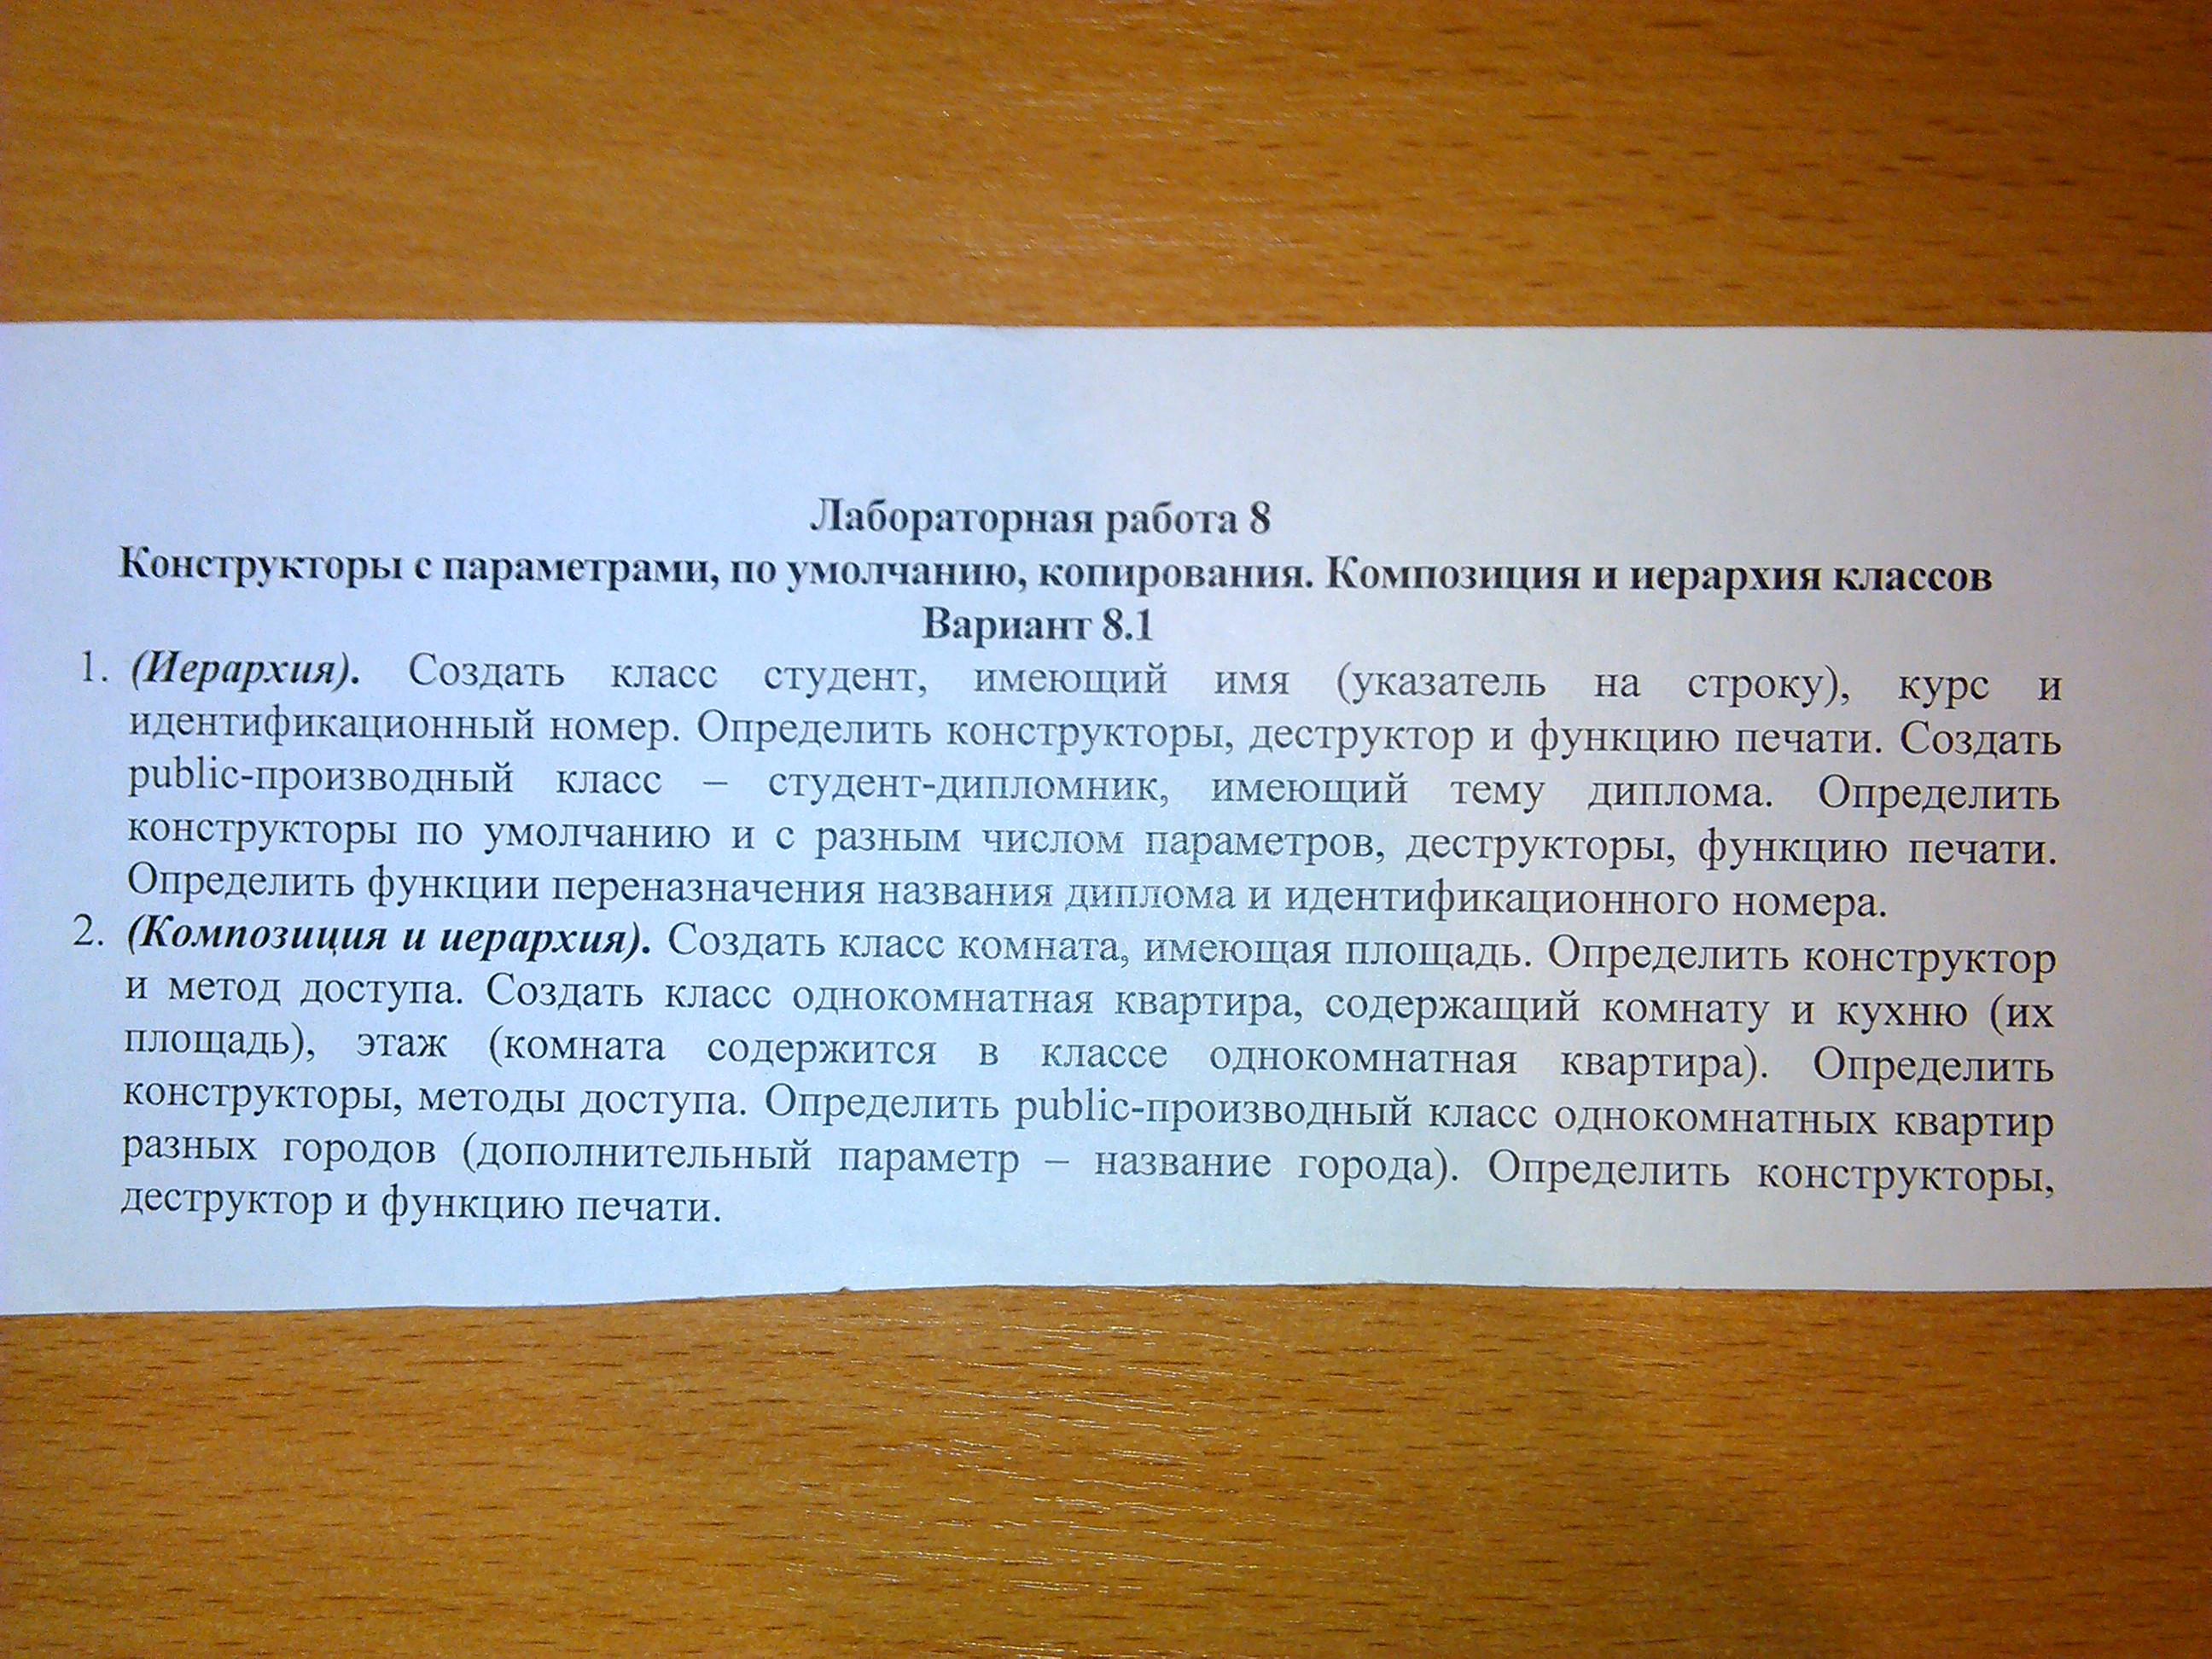 Лабораторная работа 8
Конструкторы с параметрами, по умолчанию, копирования. Композиция и иерархия классов
Вариант 8.1
1. (Иерархия). Создать класс студент, имеющий имя (указатель на строку), курс и
идентификационный номер. Определить конструкторы, деструктор и функцию печати. Создать
public-производный класс – студент-дипломник, имеющий тему диплома. Определить
конструкторы по умолчанию и с разным числом параметров, деструкторы, функцию печати.
Определить функции переназначения названия диплома и идентификационного номера.
2. (Композиция и иерархия). Создать класс комната, имеющая площадь. Определить конструктор
и метод доступа. Создать класс однокомнатная квартира, содержащий комнату и кухню (их
площадь), этаж (комната содержится в классе однокомнатная квартира). Определить
конструкторы, методы доступа. Определить public-производный класс однокомнатных квартир
разных городов (дополнительный параметр – название города). Определить конструкторы,
деструктор и функцию печати.